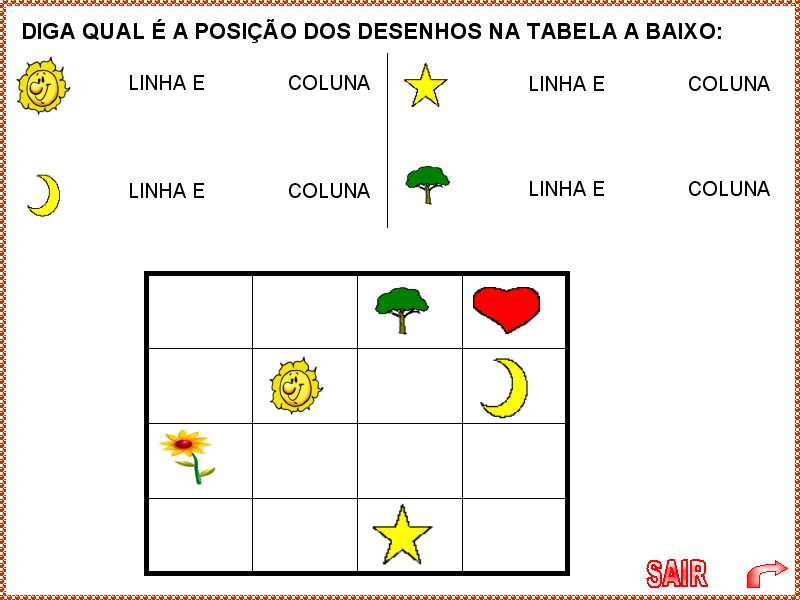 DIGA QUAL É A POSIÇÃO DOS DESENHOS NA TABELA A BAIXO:
LINHA E COLUNA
LINHA E COLUNA
LINHA E COLUNA
LINHA E COLUNA
SAIR